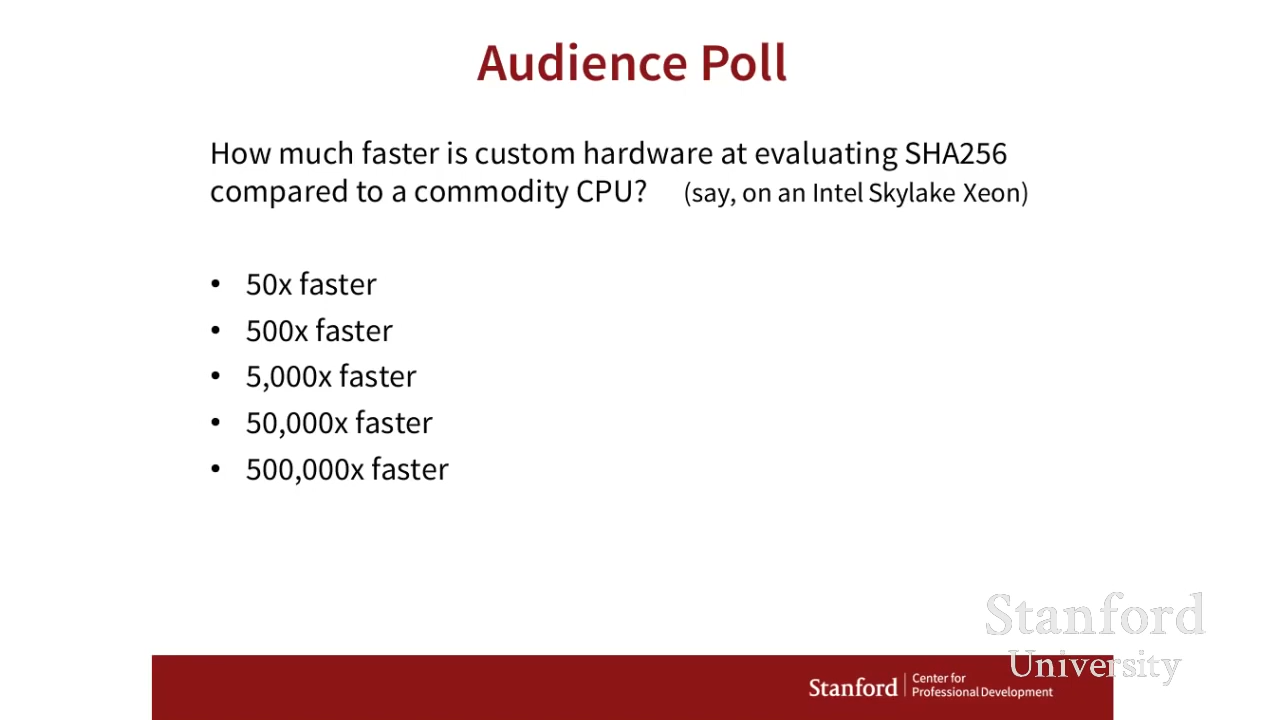 Audience Poll
How much faster is custom hardware at evaluating SHA256
compared to a commodity CPU? (say, on an Intel Skylake Xeon)
• 50x faster
• 500x faster
• 5,000x faster
• 50,000x faster
• 500,000x faster
Stanford
University
Stanford
Center for
Professional Development